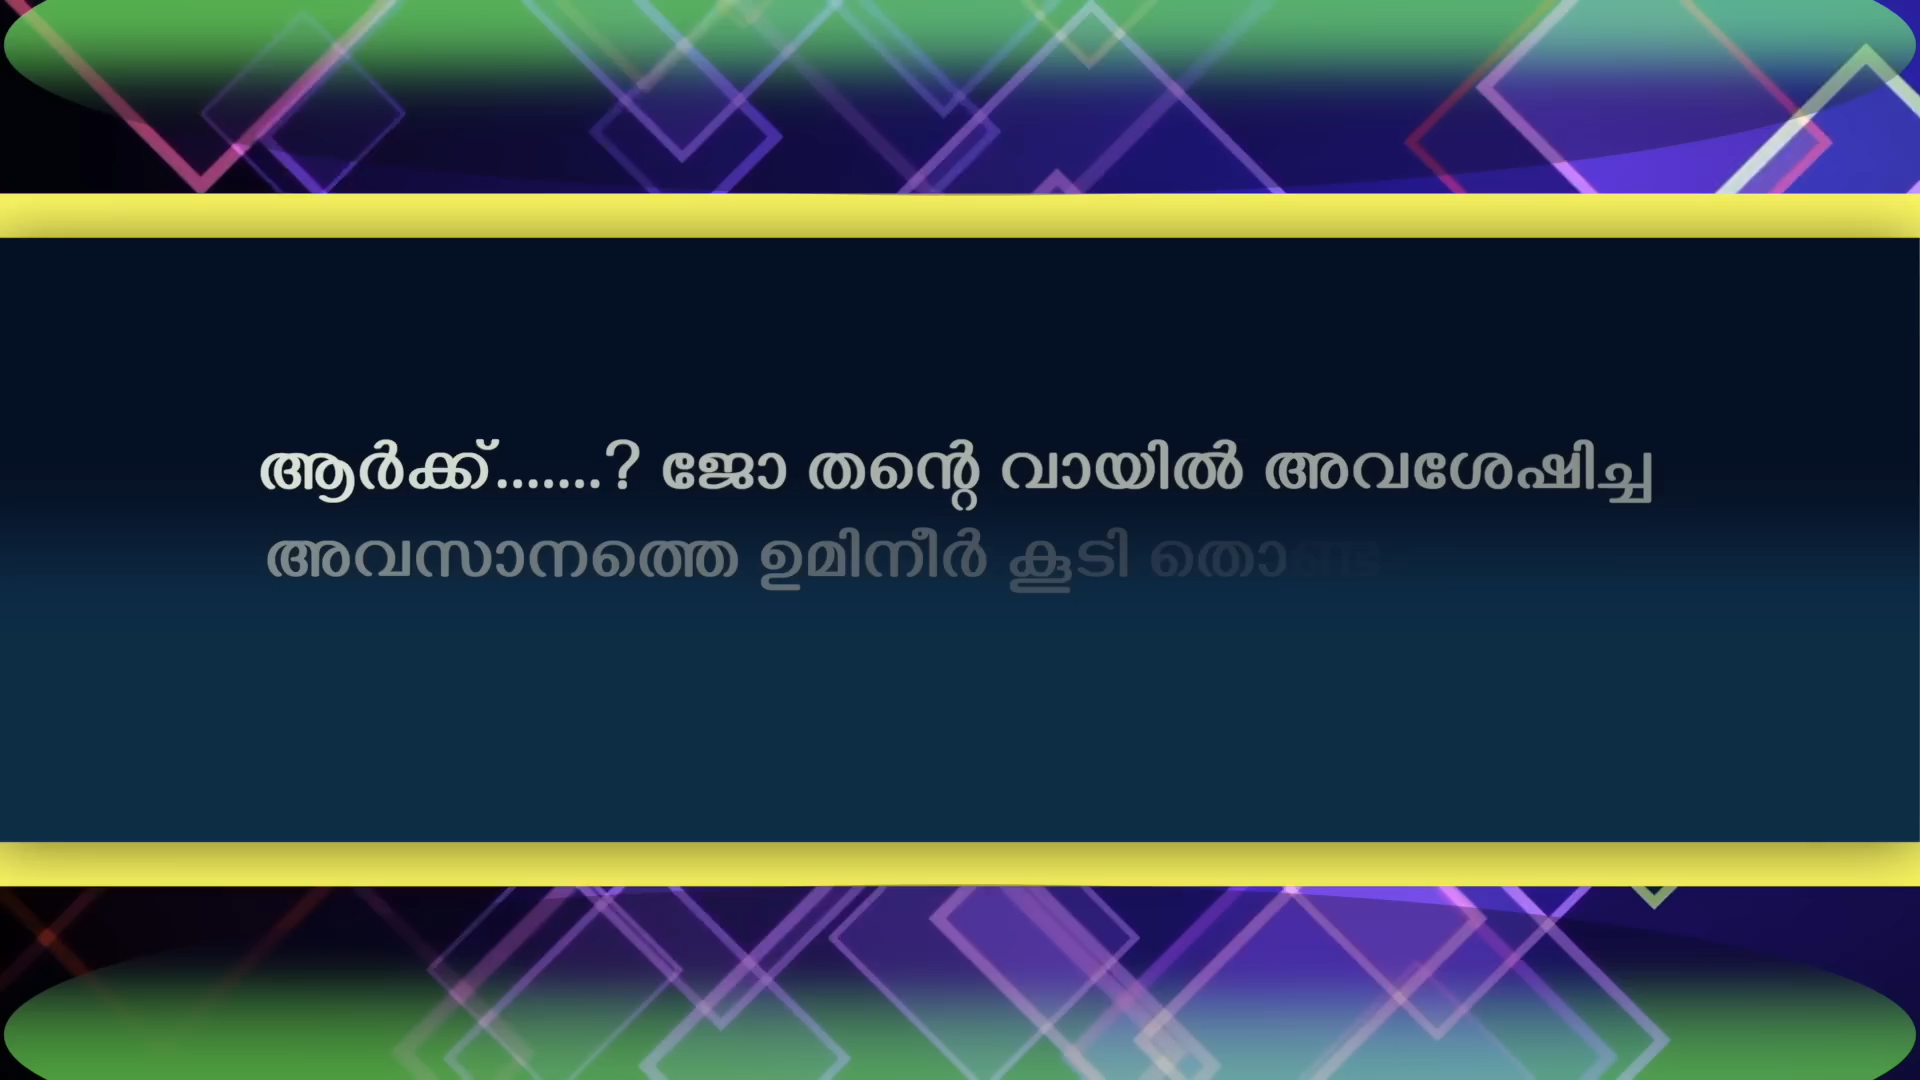 ആർക്ക്.......? ജോ തന്റെ വായിൽ അവശേഷിച്ച
അവസാനത്തെ ഉമിനീർ കൂടി